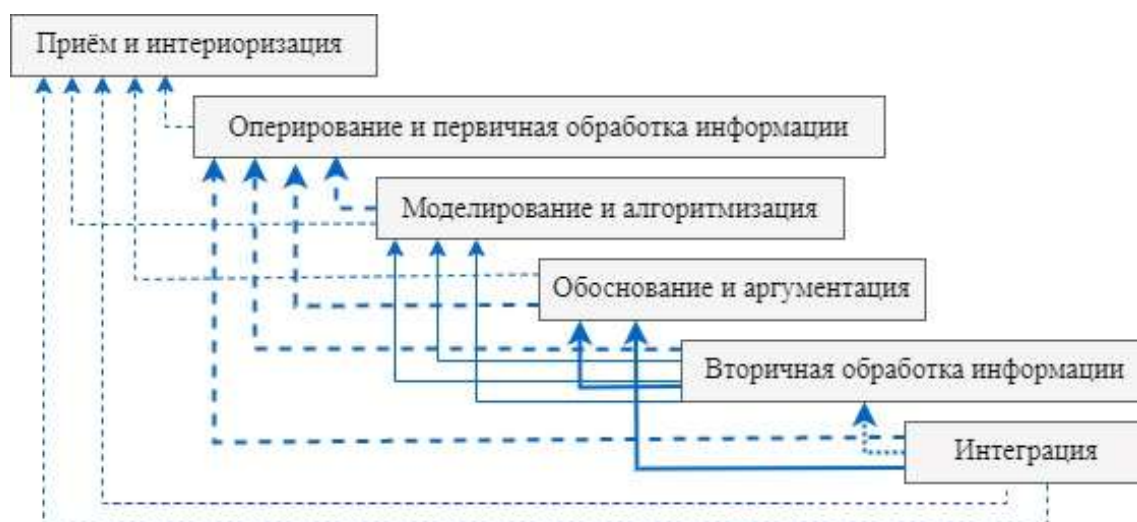 Приём и интериоризация
Оперирование и первичная обработка информации
Моделирование и алгоритмизация
Обоснование и аргументация
Вторичная обработка информации
Интеграция